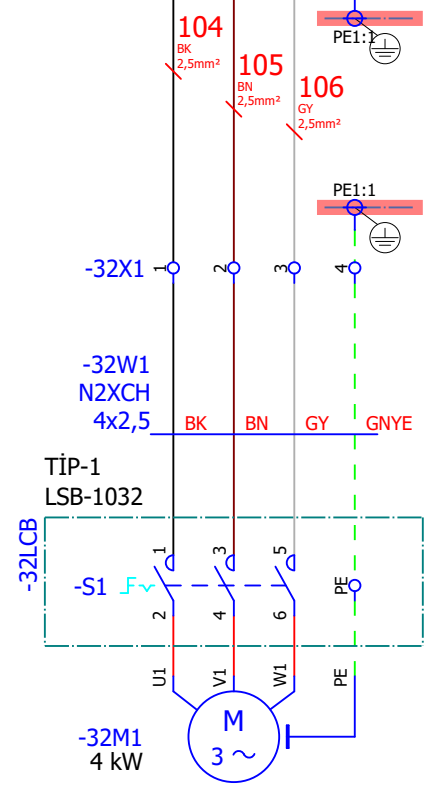 104
BK
2,5mm²
105
BN
2,5mm²
106
GY
2,5mm²
PE1:1
PE1:1
-32X1
1
2
3
4
-32W1
N2XCH
4x2,5
BK
BN
GY
GNYE
TİP-1
LSB-1032
-32LCB
-S1
1
3
5
PE
2
4
6
U1
V1
W1
PE
-32M1
4 kW
M
3 ~